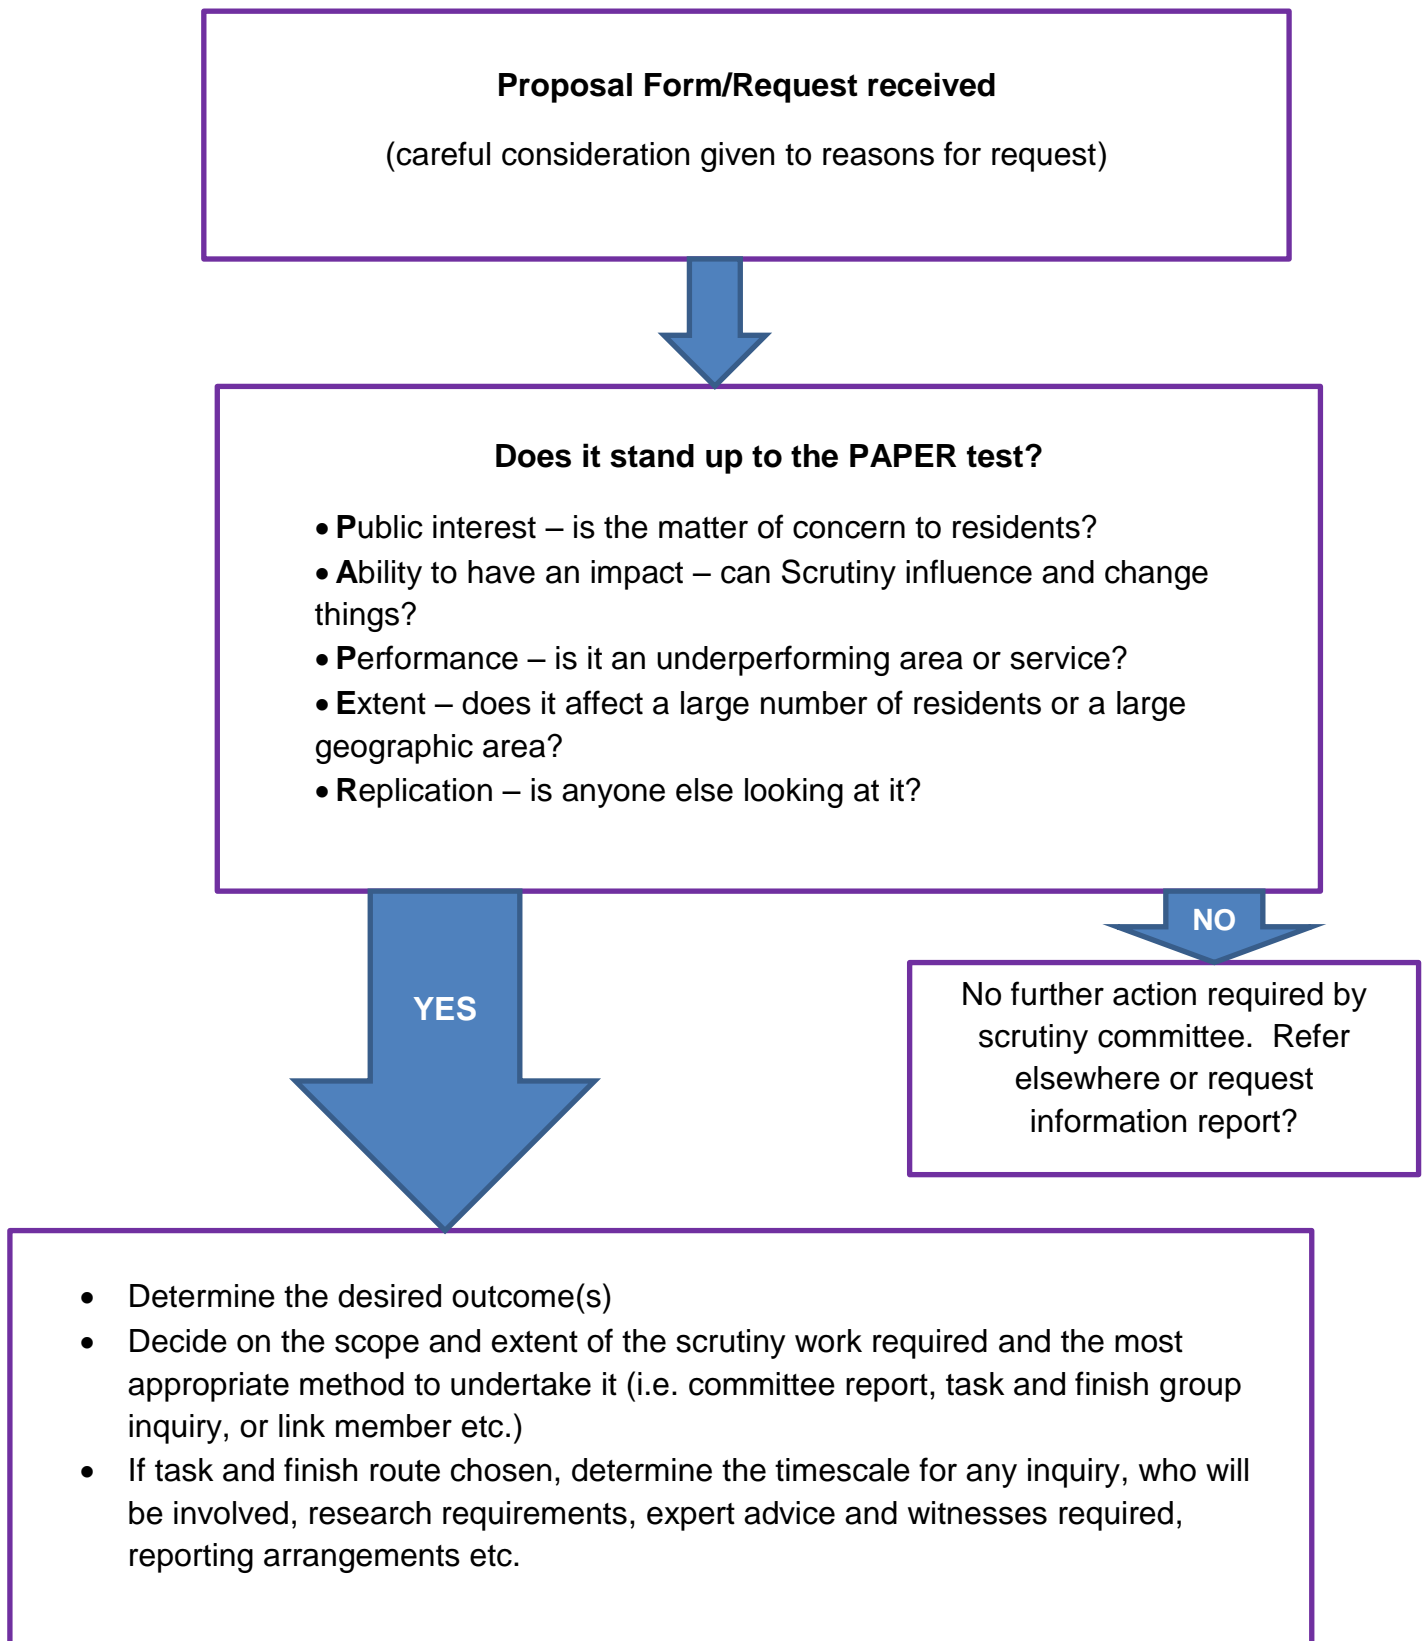 Proposal Form/Request received
(careful consideration given to reasons for request)
Does it stand up to the PAPER test?
• Public interest – is the matter of concern to residents?
• Ability to have an impact – can Scrutiny influence and change
things?
• Performance – is it an underperforming area or service?
• Extent – does it affect a large number of residents or a large
geographic area?
• Replication – is anyone else looking at it?
NO
No further action required by
scrutiny committee.  Refer
elsewhere or request
information report?
YES
• Determine the desired outcome(s)
• Decide on the scope and extent of the scrutiny work required and the most
appropriate method to undertake it (i.e. committee report, task and finish group
inquiry, or link member etc.)
• If task and finish route chosen, determine the timescale for any inquiry, who will
be involved, research requirements, expert advice and witnesses required,
reporting arrangements etc.